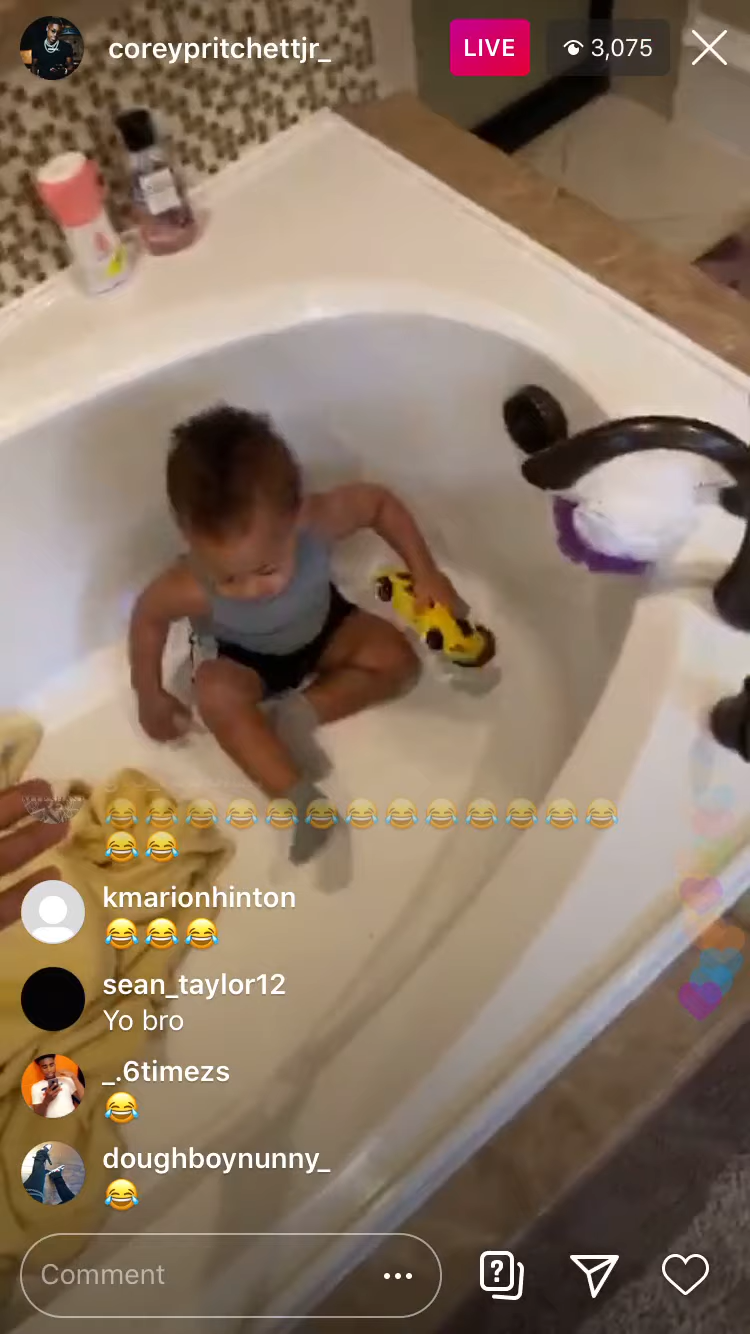 coreypritchettjr_
LIVE
3,075
😂😂😂😂😂😂😂😂😂😂😂😂😂
😂😂
kmarionhinton
😂😂😂
sean_taylor12
Yo bro
_.6timezs
😂
doughboynunny_
😂
Comment